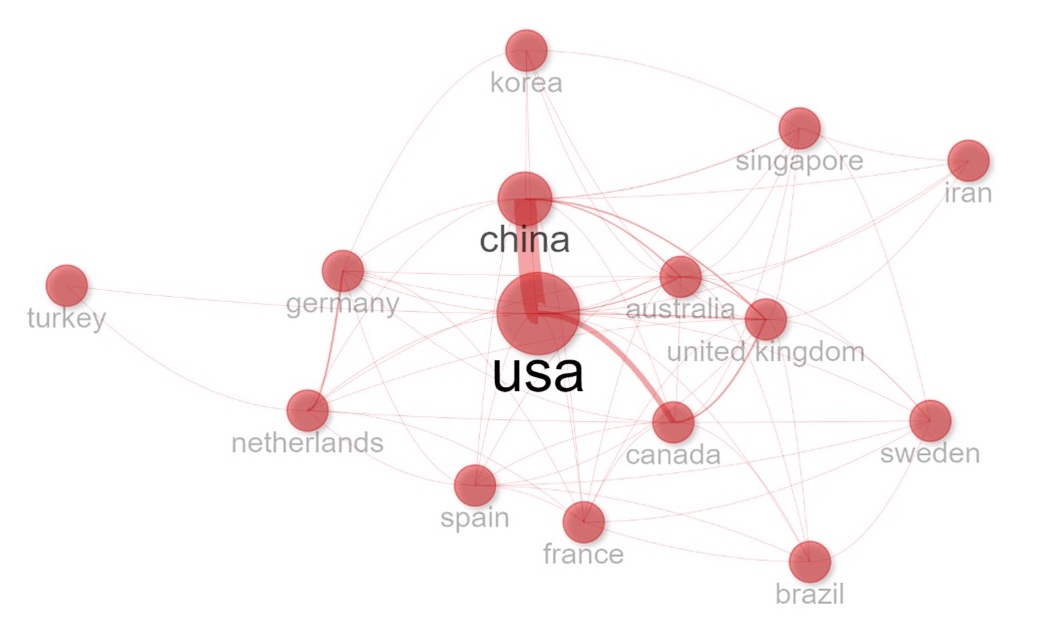 korea
singapore
iran
china
germany
turkey
australia
united kingdom
usa
netherlands
canada
sweden
spain
france
brazil